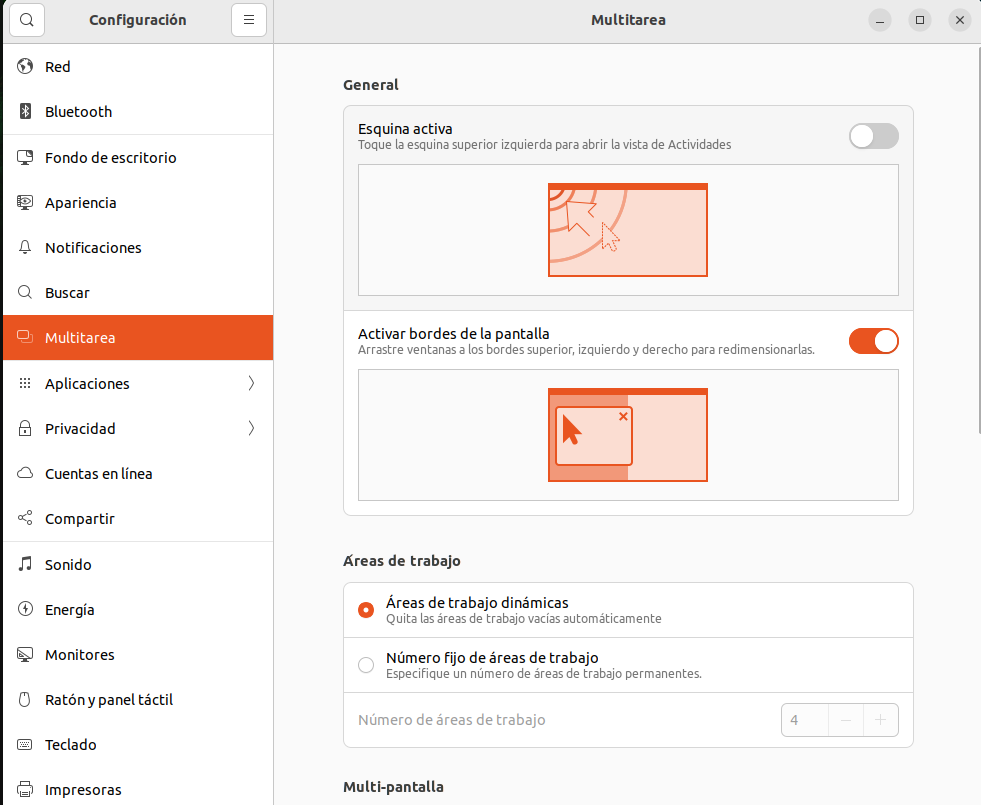 Configuración
Multitarea
Red
Bluetooth
Fondo de escritorio
Apariencia
Notificaciones
Buscar
Multitarea
Aplicaciones
Privacidad
Cuentas en línea
Compartir
Sonido
Energía
Monitores
Ratón y panel táctil
Teclado
Impresoras
General
Esquina activa
Toque la esquina superior izquierda para abrir la vista de Actividades
Activar bordes de la pantalla
Arrastre ventanas a los bordes superior, izquierdo y derecho para redimensionarlas.
Áreas de trabajo
Áreas de trabajo dinámicas
Quita las áreas de trabajo vacías automáticamente
Número fijo de áreas de trabajo
Especifique un número de áreas de trabajo permanentes.
Número de áreas de trabajo 4
Multi-pantalla